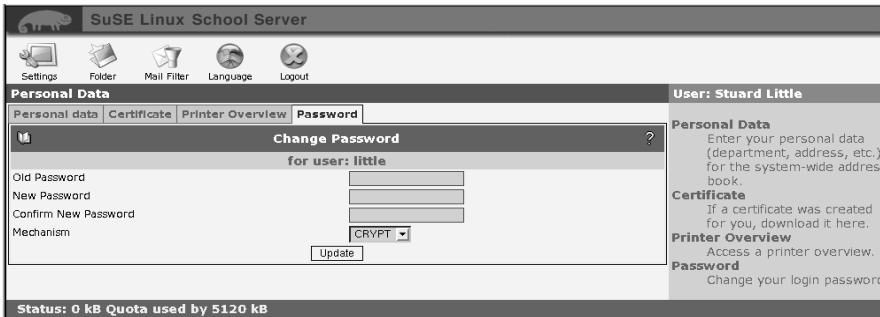 SuSE Linux School Server
Settings Folder Mail Filter Language Logout
Personal Data
Personal data Certificate Printer Overview Password
Change Password ?
for user: little
Old Password
New Password
Confirm New Password
Mechanism CRYPT
Update
User: Stuard Little
Personal Data
Enter your personal data
(department, address, etc.)
for the system-wide addres
book.
Certificate
If a certificate was created
for you, download it here.
Printer Overview
Access a printer overview.
Password
Change your login password
Status: 0 kB Quota used by 5120 kB